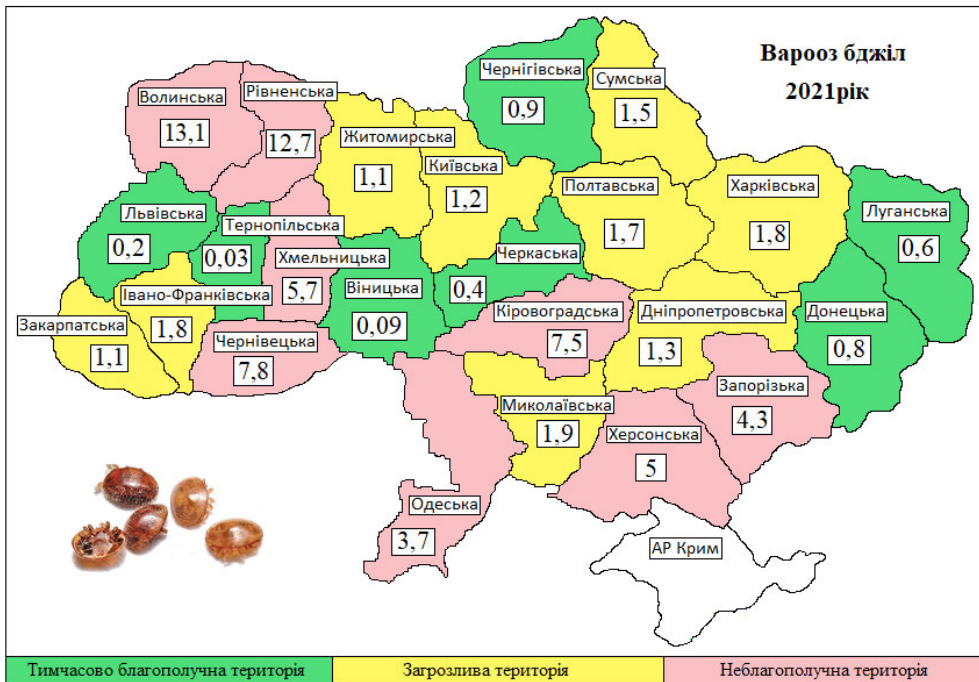 Варооз бджіл
2021рік
Чернігівська
0,9
Сумська
1,5
Волинська
13,1
Рівненська
12,7
Житомирська
1,1
Київська
1,2
Полтавська
1,7
Харківська
1,8
Луганська
0,6
Львівська
0,2
Тернопільська
0,03
Хмельницька
5,7
Віницька
0,09
Черкаська
0,4
Івано-Франківська
1,8
Закарпатська
1,1
Чернівецька
7,8
Кіровоградська
7,5
Дніпропетровська
1,3
Донецька
0,8
Запорізька
4,3
Миколаївська
1,9
Херсонська
5
Одеська
3,7
АР Крим
Тимчасово благополучна територія
Загрозлива територія
Неблагополучна територія